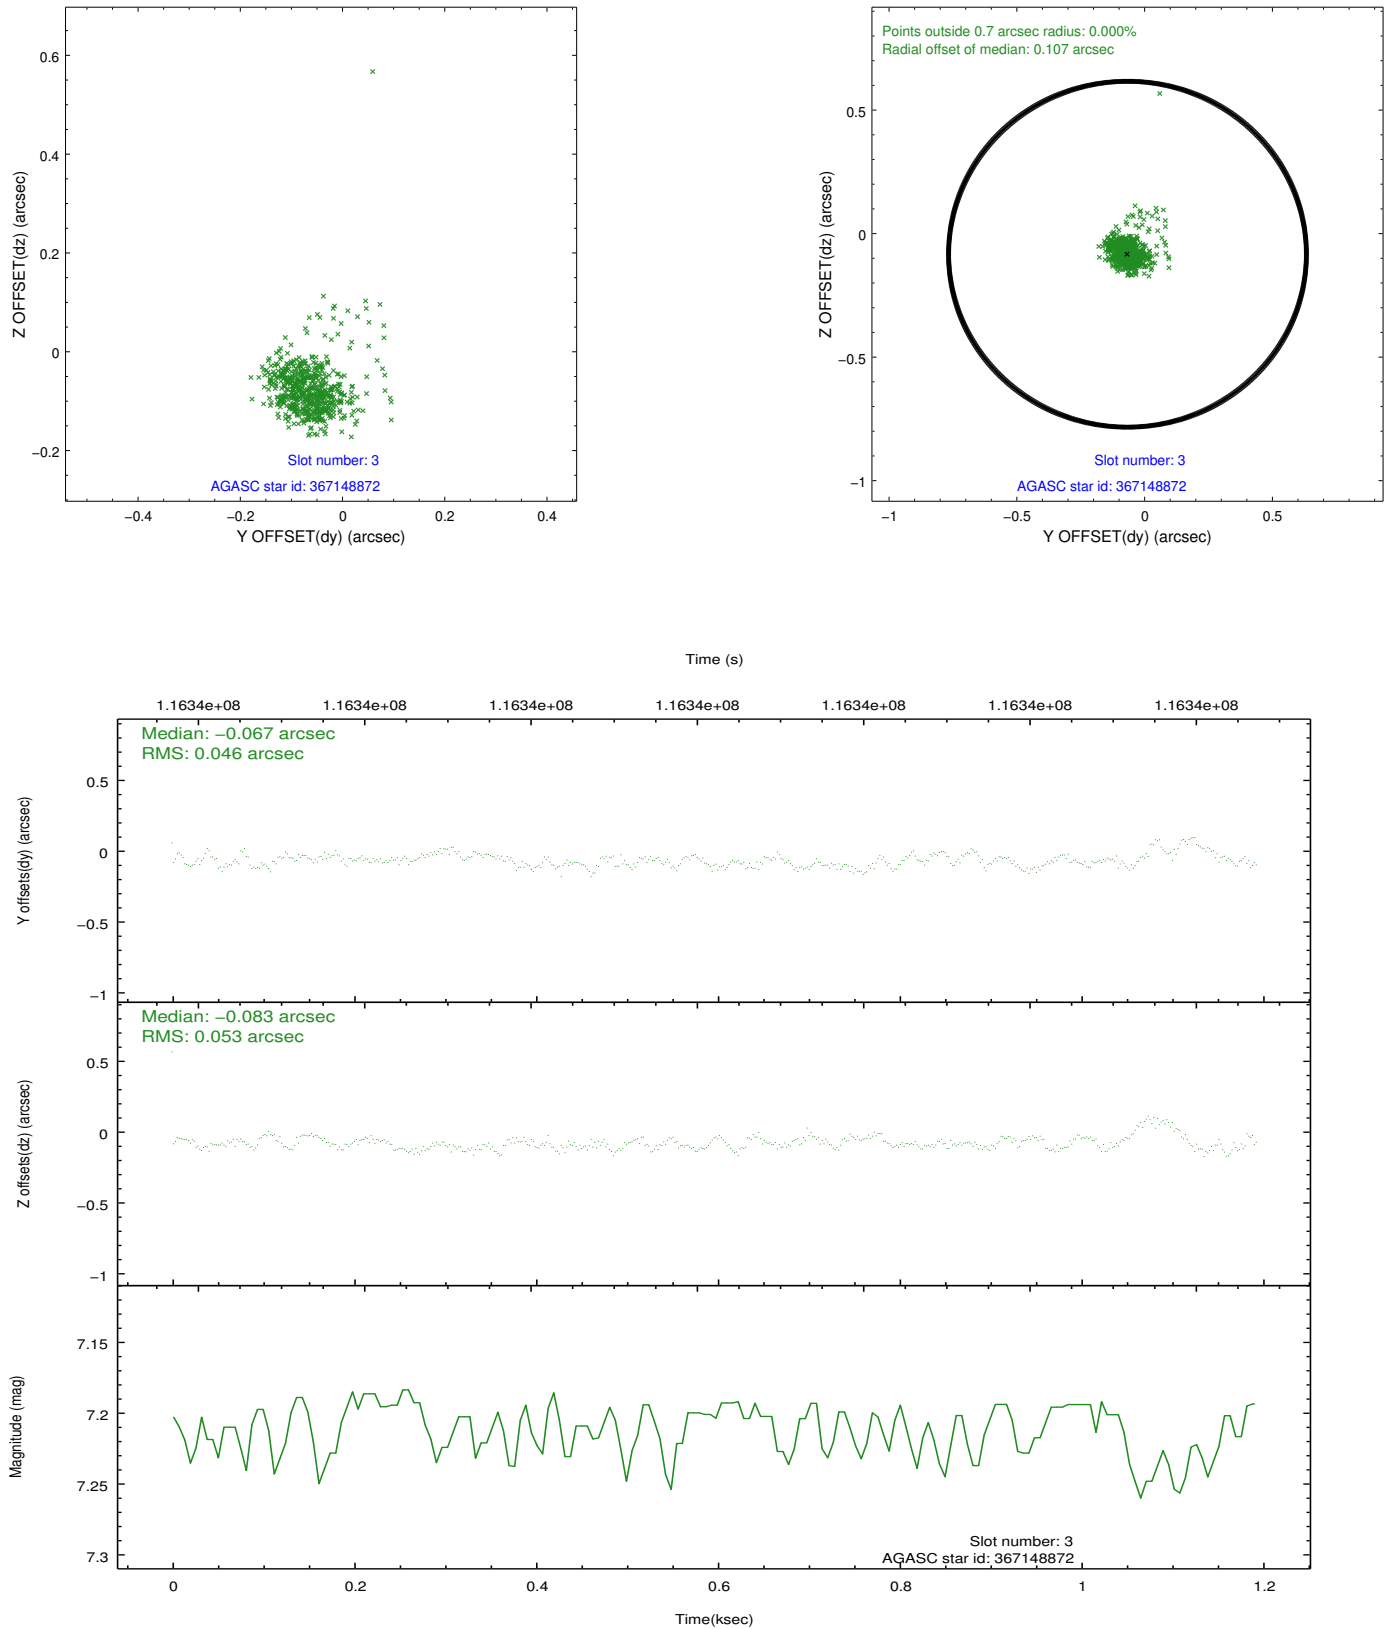 0.6
0.4
0.2
0
−0.2
Z OFFSET(dz) (arcsec)
Slot number: 3
AGASC star id: 367148872
−0.4
−0.2
0
0.2
0.4
Y OFFSET(dy) (arcsec)
Points outside 0.7 arcsec radius: 0.000%
Radial offset of median: 0.107 arcsec
0.5
0
−0.5
−1
Z OFFSET(dz) (arcsec)
Slot number: 3
AGASC star id: 367148872
−1
−0.5
0
0.5
Y OFFSET(dy) (arcsec)
Time (s)
1.1634e+08
1.1634e+08
1.1634e+08
1.1634e+08
1.1634e+08
1.1634e+08
1.1634e+08
Median: −0.067 arcsec
RMS: 0.046 arcsec
0.5
0
−0.5
−1
Y offsets(dy) (arcsec)
Median: −0.083 arcsec
RMS: 0.053 arcsec
0.5
0
−0.5
−1
Z offsets(dz) (arcsec)
7.15
7.2
7.25
7.3
Magnitude (mag)
Slot number: 3
AGASC star id: 367148872
0
0.2
0.4
0.6
0.8
1
1.2
Time(ksec)